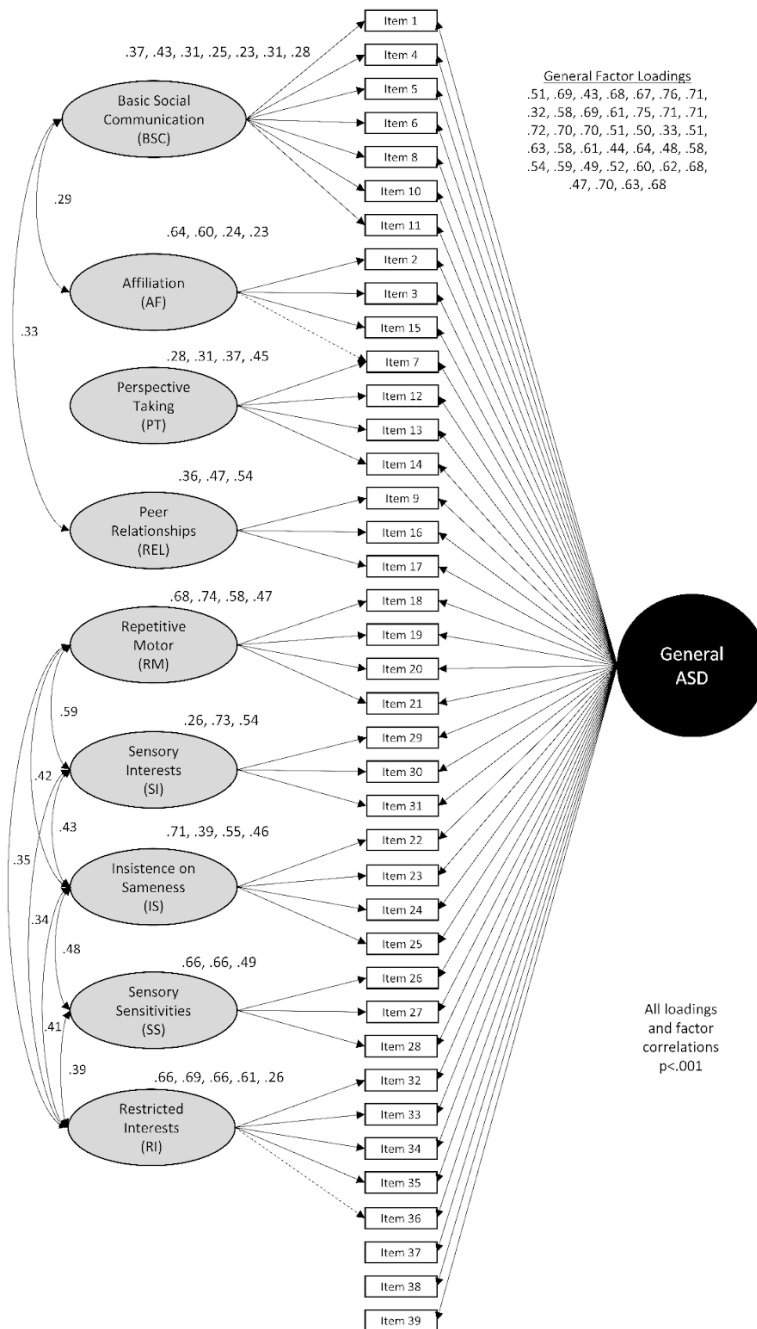 .37, .43, .31, .25, .23, .31, .28
Basic Social
Communication
(BSC)
.29
.64, .60, .24, .23
Affiliation
(AF)
.33
.28, .31, .37, .45
Perspective
Taking
(PT)
.36, .47, .54
Peer
Relationships
(REL)
.68, .74, .58, .47
Repetitive
Motor
(RM)
.59
.26, .73, .54
Sensory
Interests
(SI)
.42
.43
.71, .39, .55, .46
.35
Insistence on
Sameness
(IS)
.34
.48
.66, .66, .49
Sensory
Sensitivities
(SS)
.41
.39
.66, .69, .66, .61, .26
Restricted
Interests
(RI)
Item 1
Item 4
Item 5
Item 6
Item 8
Item 10
Item 11
Item 2
Item 3
Item 15
Item 7
Item 12
Item 13
Item 14
Item 9
Item 16
Item 17
Item 18
Item 19
Item 20
Item 21
Item 29
Item 30
Item 31
Item 22
Item 23
Item 24
Item 25
Item 26
Item 27
Item 28
Item 32
Item 33
Item 34
Item 35
Item 36
Item 37
Item 38
Item 39
General Factor Loadings
.51, .69, .43, .68, .67, .76, .71,
.32, .58, .69, .61, .75, .71, .71,
.72, .70, .70, .51, .50, .33, .51,
.63, .58, .61, .44, .64, .48, .58,
.54, .59, .49, .52, .60, .62, .68,
.47, .70, .63, .68
General
ASD
All loadings
and factor
correlations
p<.001